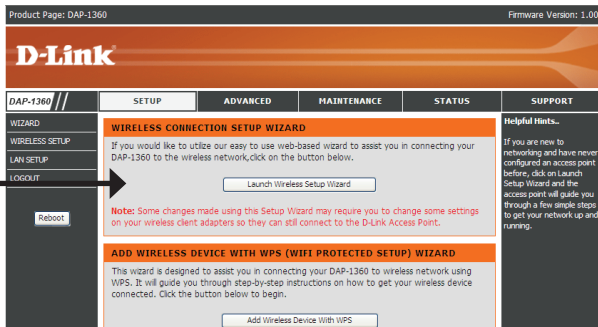 Product Page: DAP-1360
Firmware Version: 1.00
D-Link
DAP-1360 //
SETUP
ADVANCED
MAINTENANCE
STATUS
SUPPORT
WIZARD
WIRELESS SETUP
LAN SETUP
LOGOUT
Reboot
WIRELESS CONNECTION SETUP WIZARD
If you would like to utilize our easy to use web-based wizard to assist you in connecting your
DAP-1360 to the wireless network,click on the button below.
Launch Wireless Setup Wizard
Note: Some changes made using this Setup Wizard may require you to change some settings
on your wireless client adapters so they can still connect to the D-Link Access Point.
ADD WIRELESS DEVICE WITH WPS (WIFI PROTECTED SETUP) WIZARD
This wizard is designed to assist you in connecting your DAP-1360 to wireless network using
WPS. It will guide you through step-by-step instructions on how to get your wireless device
connected. Click the button below to begin.
Add Wireless Device With WPS
Helpful Hints..
If you are new to
networking and have never
configured an access point
before, click on Launch
Setup Wizard and the
access point will guide you
through a few simple steps
to get your network up and
running.